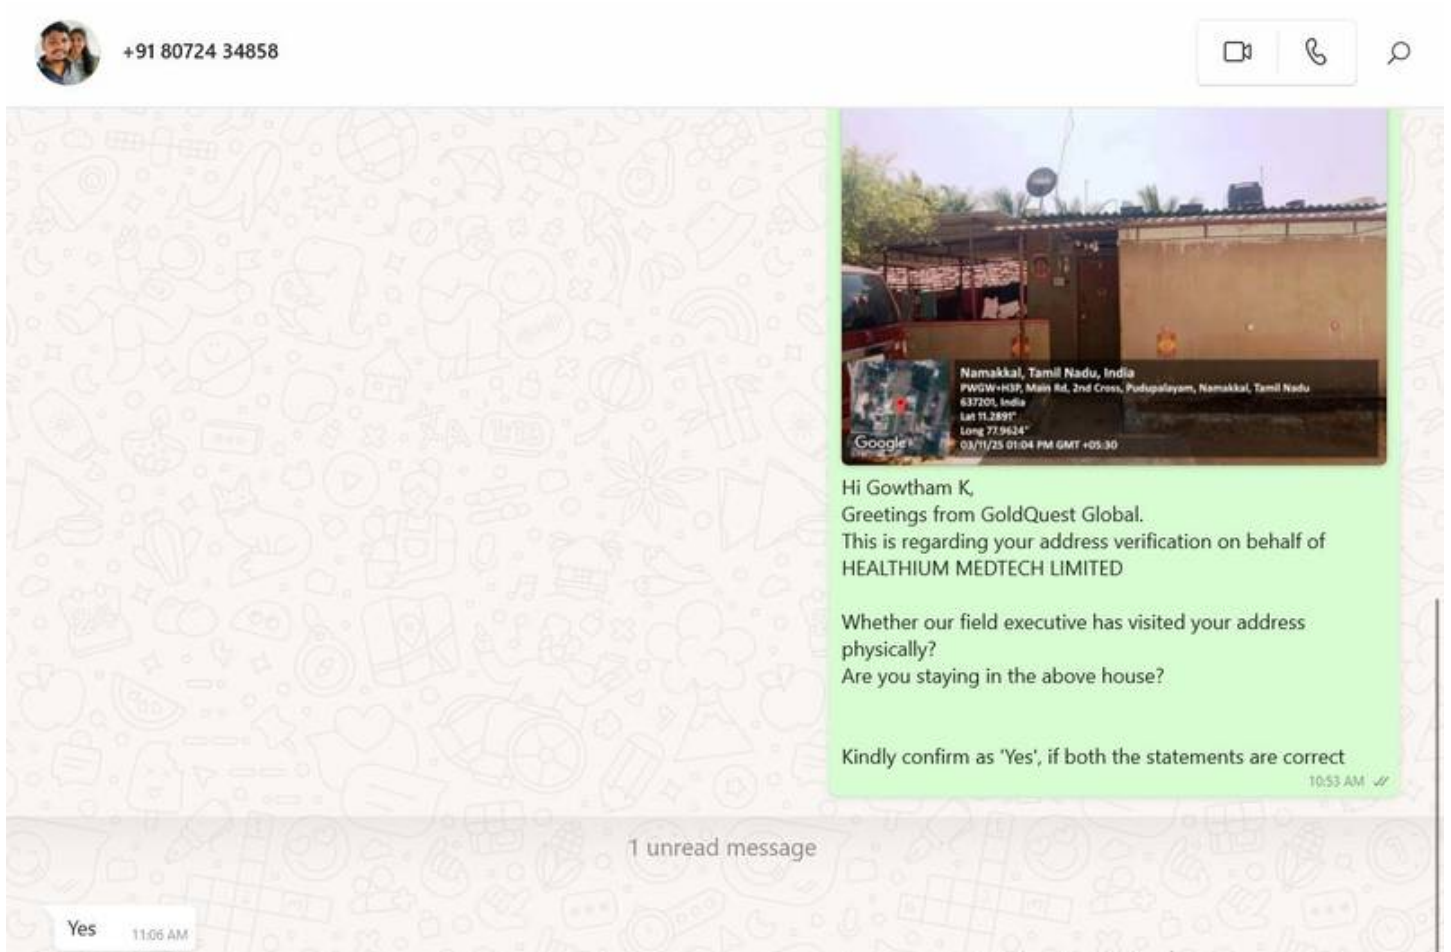 +91 80724 34858
Namakkal, Tamil Nadu, India
PWGW+H3P, Main Rd, 2nd Cross, Pudupalayam, Namakkal, Tamil Nadu
637201, India
Lat 11.2891°
Long 77.9624°
03/11/25 01:04 PM GMT +05:30
Google
Hi Gowtham K,
Greetings from GoldQuest Global.
This is regarding your address verification on behalf of
HEALTHIUM MEDTECH LIMITED
Whether our field executive has visited your address
physically?
Are you staying in the above house?
Kindly confirm as 'Yes', if both the statements are correct
10:53 AM
1 unread message
Yes
11:06 AM